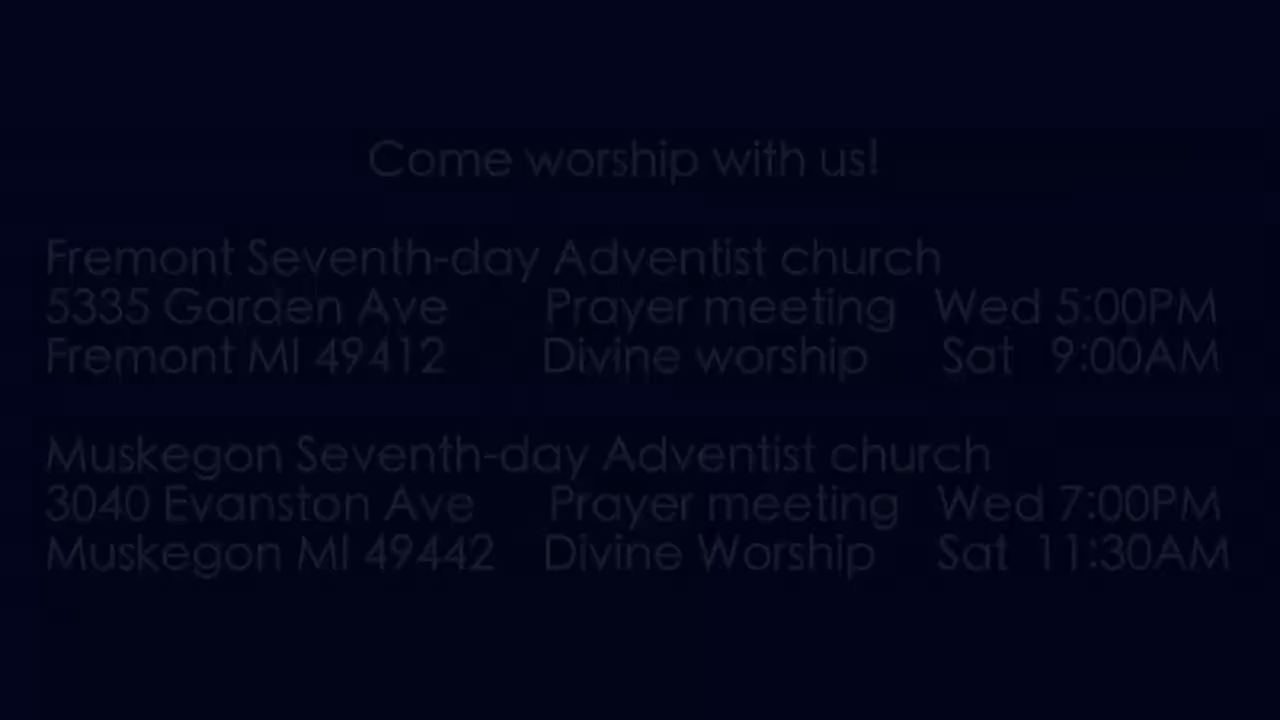 Come worship with us!
Fremont Seventh-day Adventist church
5335 Garden Ave Prayer meeting Wed 5:00PM
Fremont MI 49412 Divine worship Sat 9:00AM
Muskegon Seventh-day Adventist church
3040 Evanston Ave Prayer meeting Wed 7:00PM
Muskegon MI 49442 Divine Worship Sat 11:30AM